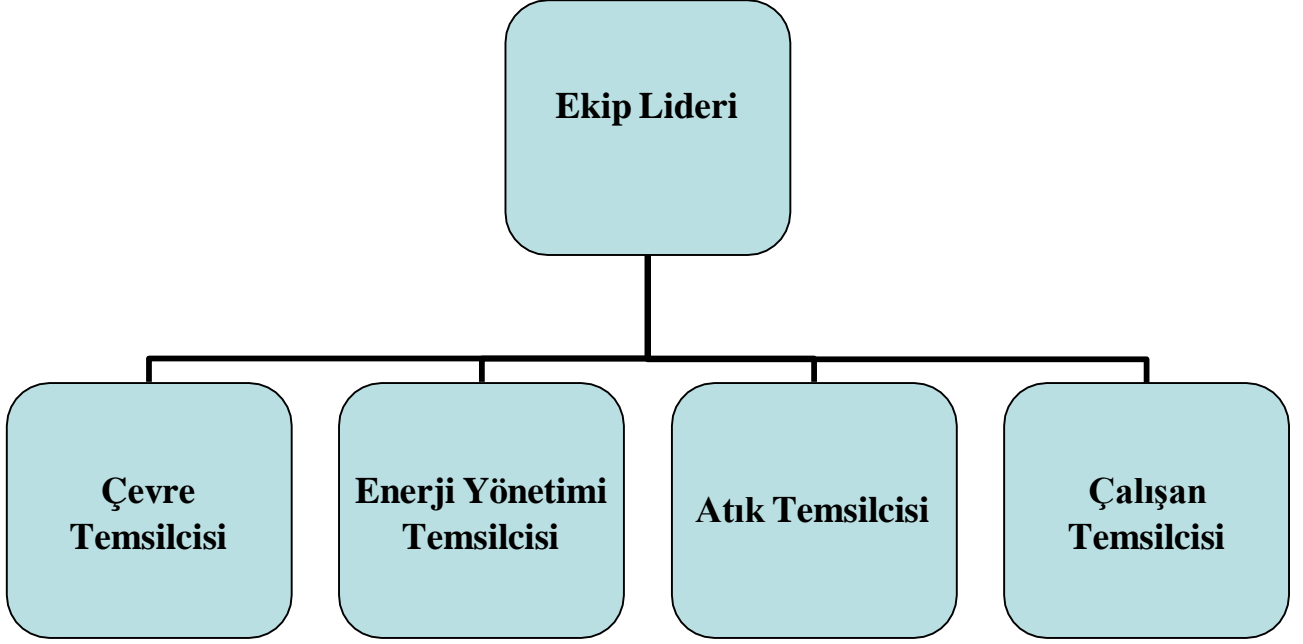 Ekip Lideri
Çevre
Temsilcisi
Enerji Yönetimi
Temsilcisi
Atık Temsilcisi
Çalışan
Temsilcisi